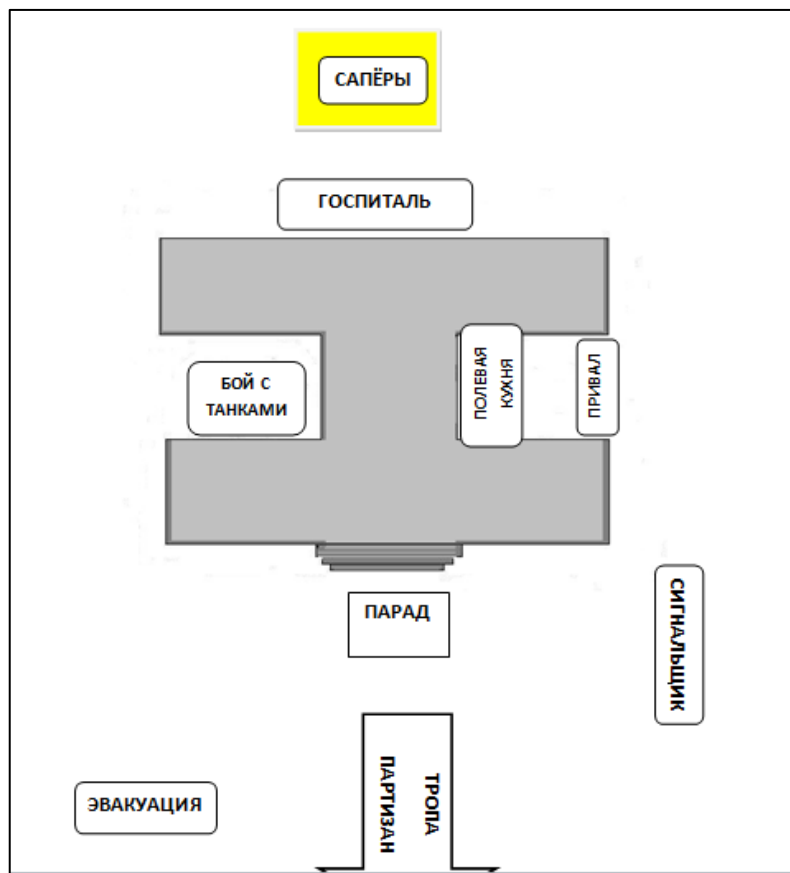 САПЁРЫ
ГОСПИТАЛЬ
БОЙ С
ТАНКАМИ
ПОЛЕВАЯ
КУХНЯ
ПРИВАЛ
ПАРАД
СИГНАЛЬЩИК
ТРОПА
ПАРТИЗАН
ЭВАКУАЦИЯ